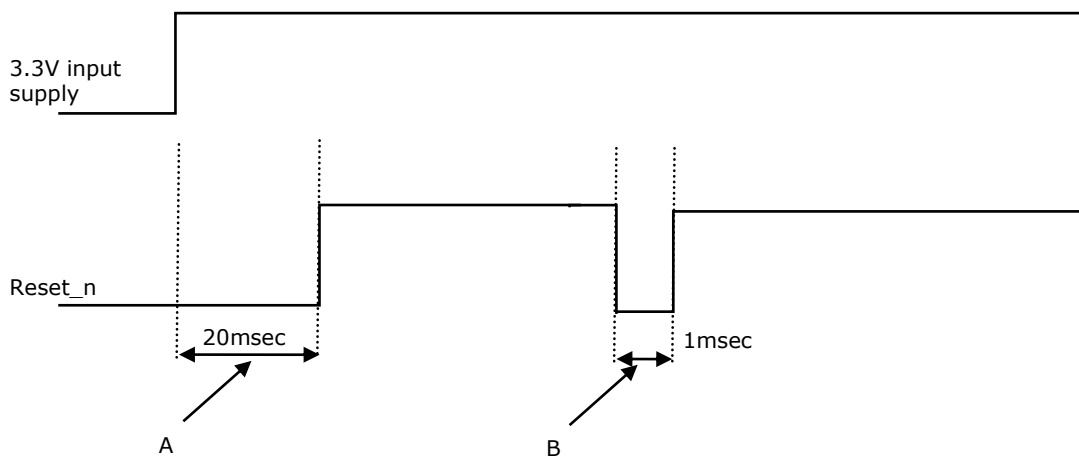 3.3V input
supply
Reset_n
20msec
1msec
A
B